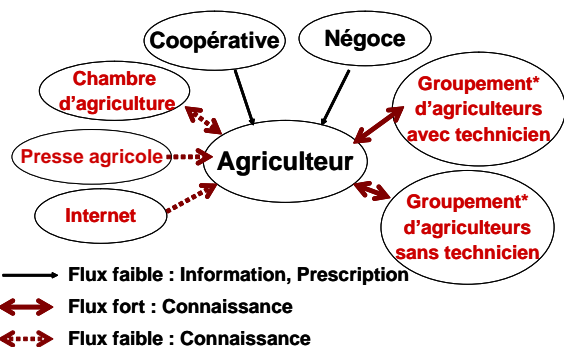 Coopérative
Négoce
Chambre
d'agriculture
Groupement*
d'agriculteurs
avec technicien
Presse agricole
Agriculteur
Internet
Groupement*
d'agriculteurs
sans technicien
Flux faible : Information, Prescription
Flux fort : Connaissance
Flux faible : Connaissance